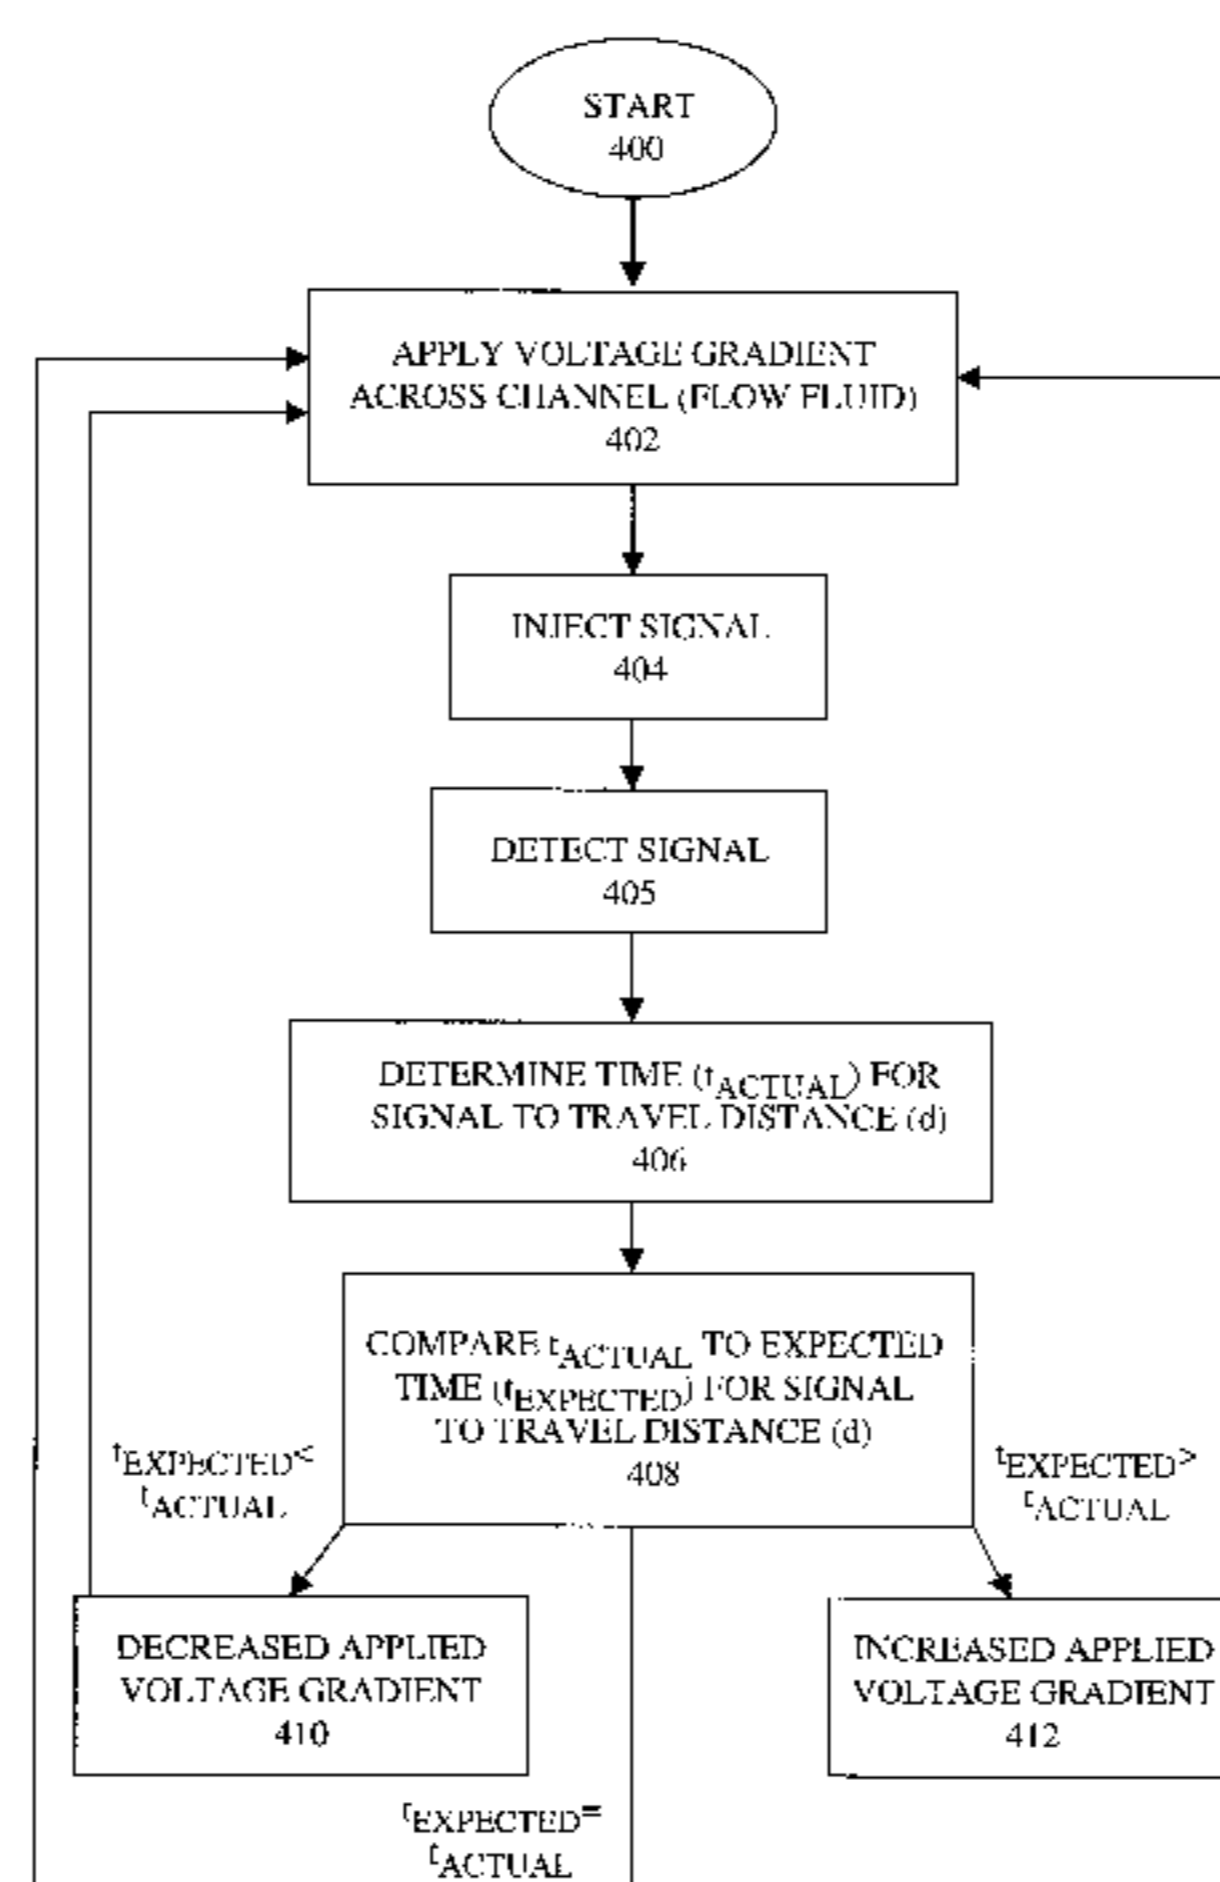 START
400
APPLY VOLTAGE GRADIENT
ACROSS CHANNEL (FLOW FLUID)
402
INJECT SIGNAL
404
DETECT SIGNAL
405
DETERMINE TIME (tACTUAL) FOR
SIGNAL TO TRAVEL DISTANCE (d)
406
COMPARE tACTUAL TO EXPECTED
TIME (tEXPECTED) FOR SIGNAL
TO TRAVEL DISTANCE (d)
408
tEXPECTED<
tACTUAL
tEXPECTED>
tACTUAL
DECREASED APPLIED
VOLTAGE GRADIENT
410
INCREASED APPLIED
VOLTAGE GRADIENT
412
tEXPECTED=
tACTUAL